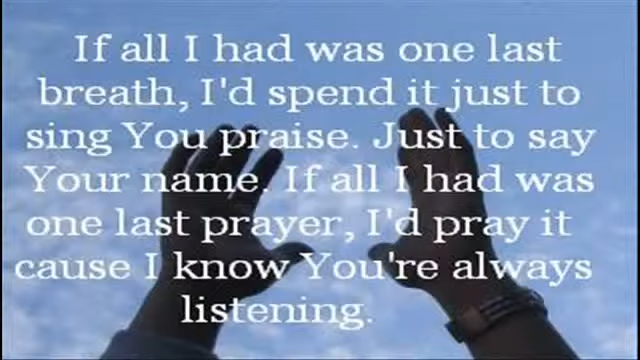 If all I had was one last
breath, I'd spend it just to
sing You praise. Just to say
Your name. If all I had was
one last prayer, I'd pray it
cause I know You're always
listening.